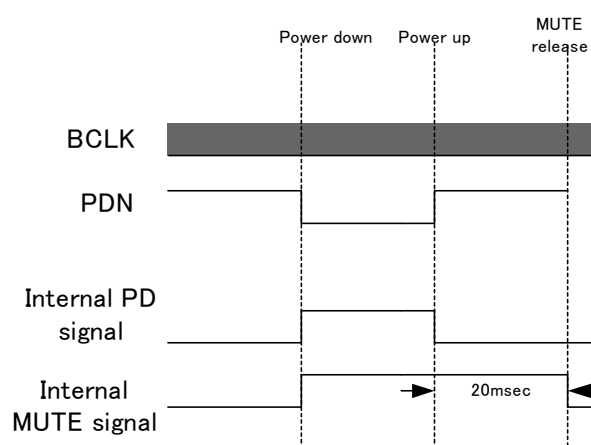 Power down
Power up
MUTE
release
BCLK
PDN
Internal PD
signal
Internal
MUTE signal
20msec